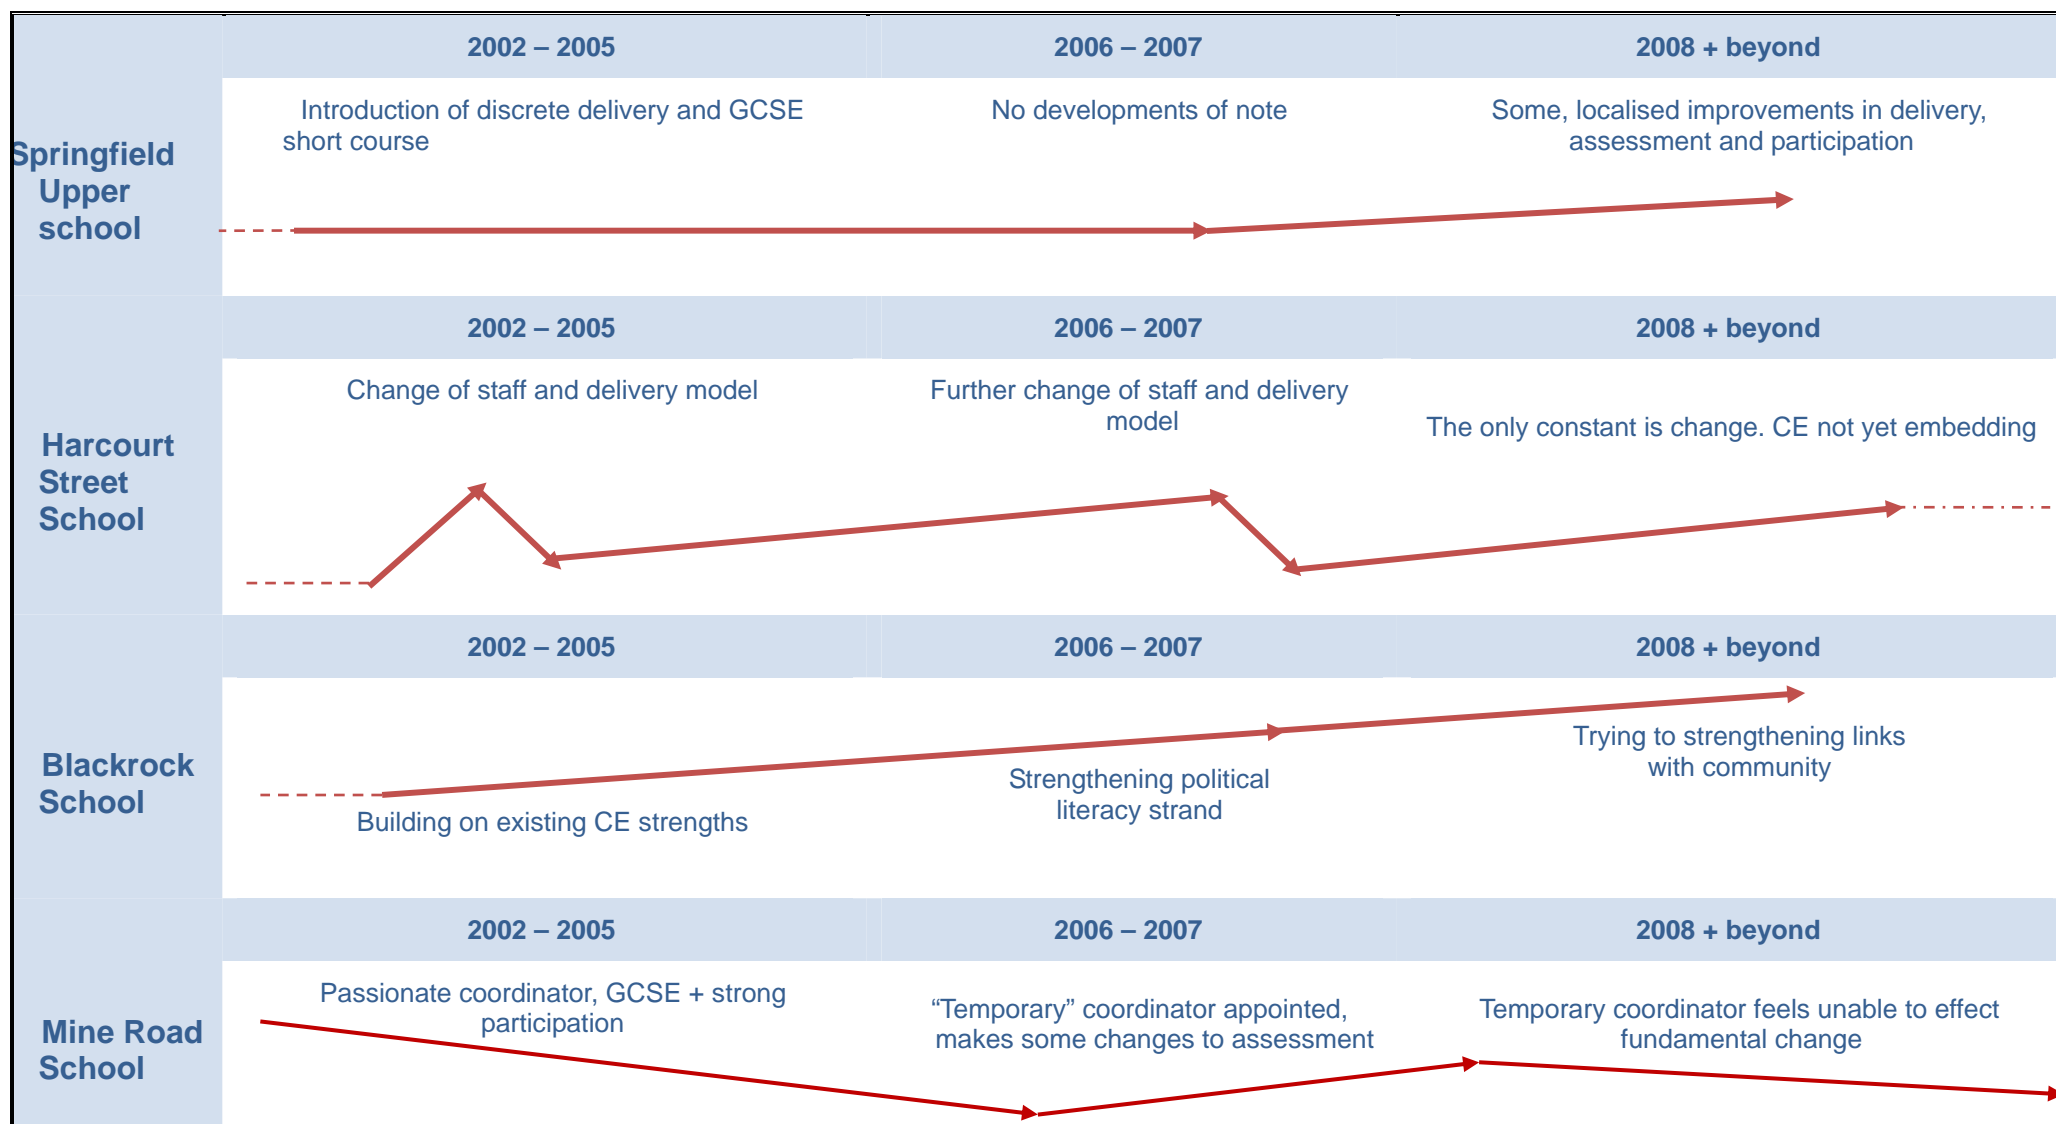 2002 – 2005
2006 – 2007
2008 + beyond
Springfield
Upper
school
Introduction of discrete delivery and GCSE
short course
No developments of note
Some, localised improvements in delivery,
assessment and participation
2002 – 2005
2006 – 2007
2008 + beyond
Harcourt
Street
School
Change of staff and delivery model
Further change of staff and delivery
model
The only constant is change. CE not yet embedding
2002 – 2005
2006 – 2007
2008 + beyond
Blackrock
School
Building on existing CE strengths
Strengthening political
literacy strand
Trying to strengthening links
with community
2002 – 2005
2006 – 2007
2008 + beyond
Mine Road
School
Passionate coordinator, GCSE + strong
participation
“Temporary” coordinator appointed,
makes some changes to assessment
Temporary coordinator feels unable to effect
fundamental change